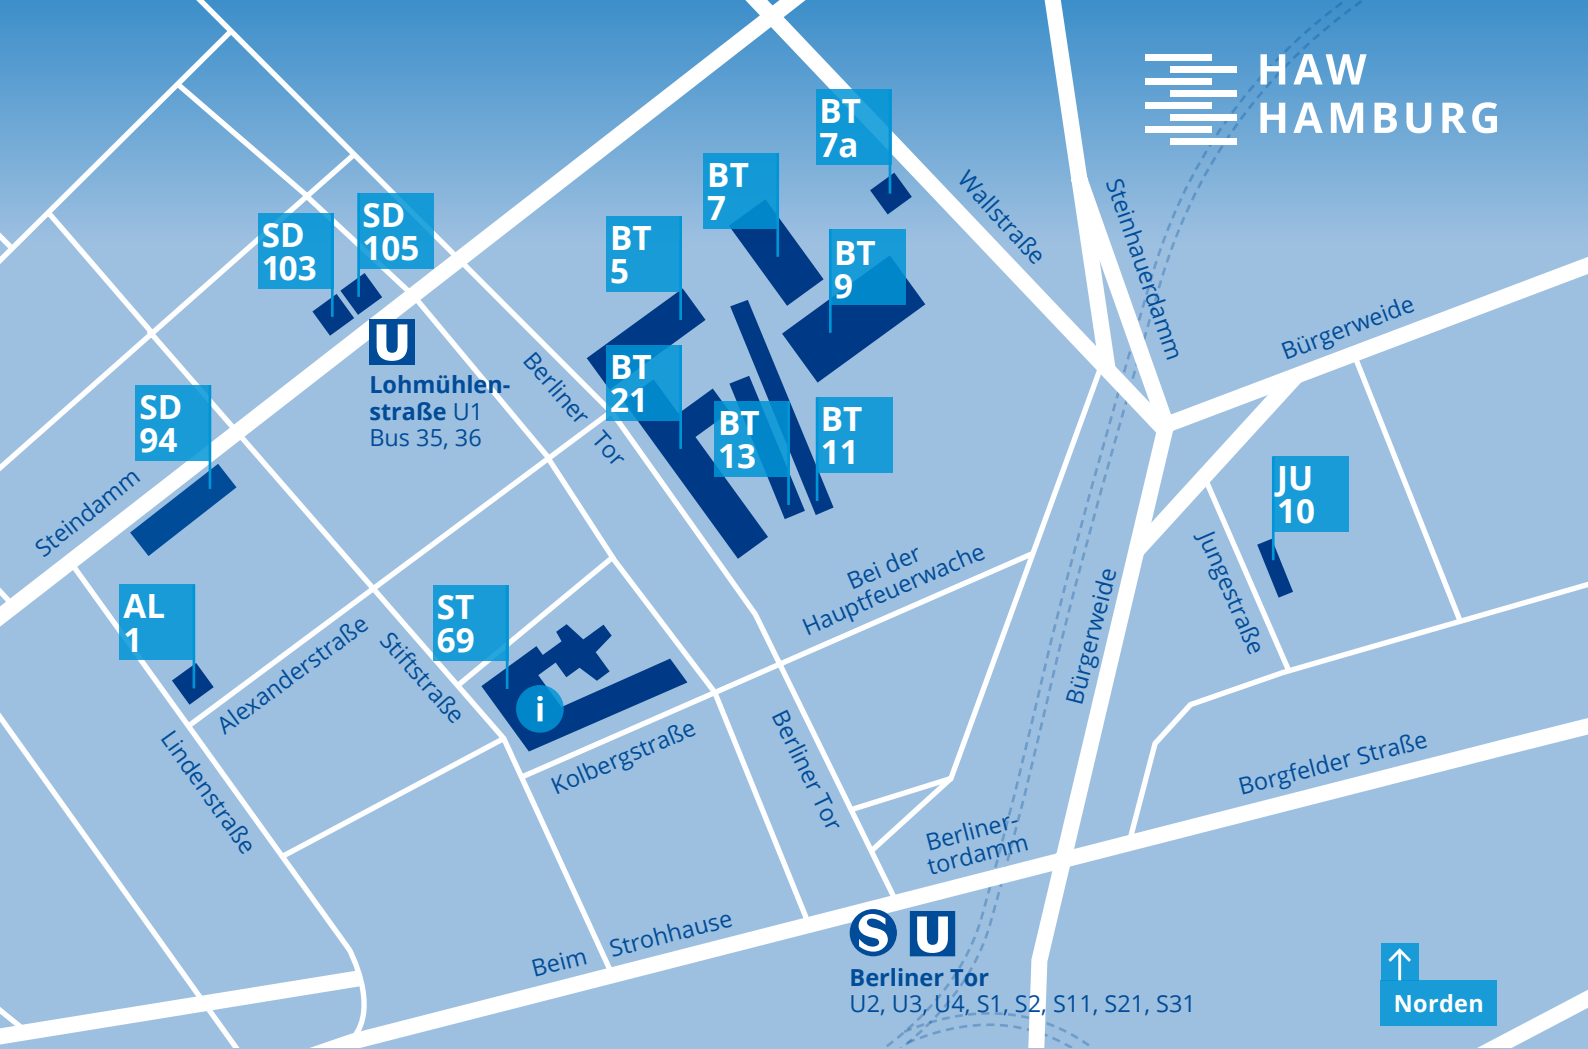 HAW
HAMBURG
BT
7a
BT
7
SD
105
SD
103
BT
5
BT
9
Wallstraße
Steinhauerdamm
Bürgerweide
U
Lohmühlen-
straße U1
Bus 35, 36
Berliner Tor
BT
21
BT
13
BT
11
SD
94
Steindamm
JU
10
Jungestraße
Bei der
Hauptfeuerwache
Bürgerweide
AL
1
ST
69
i
Alexanderstraße
Stiftstraße
Lindenstraße
Kolbergstraße
Berliner Tor
Borgfelder Straße
Berliner-
tordamm
Beim Strohhause
S U
Berliner Tor
U2, U3, U4, S1, S2, S11, S21, S31
Norden